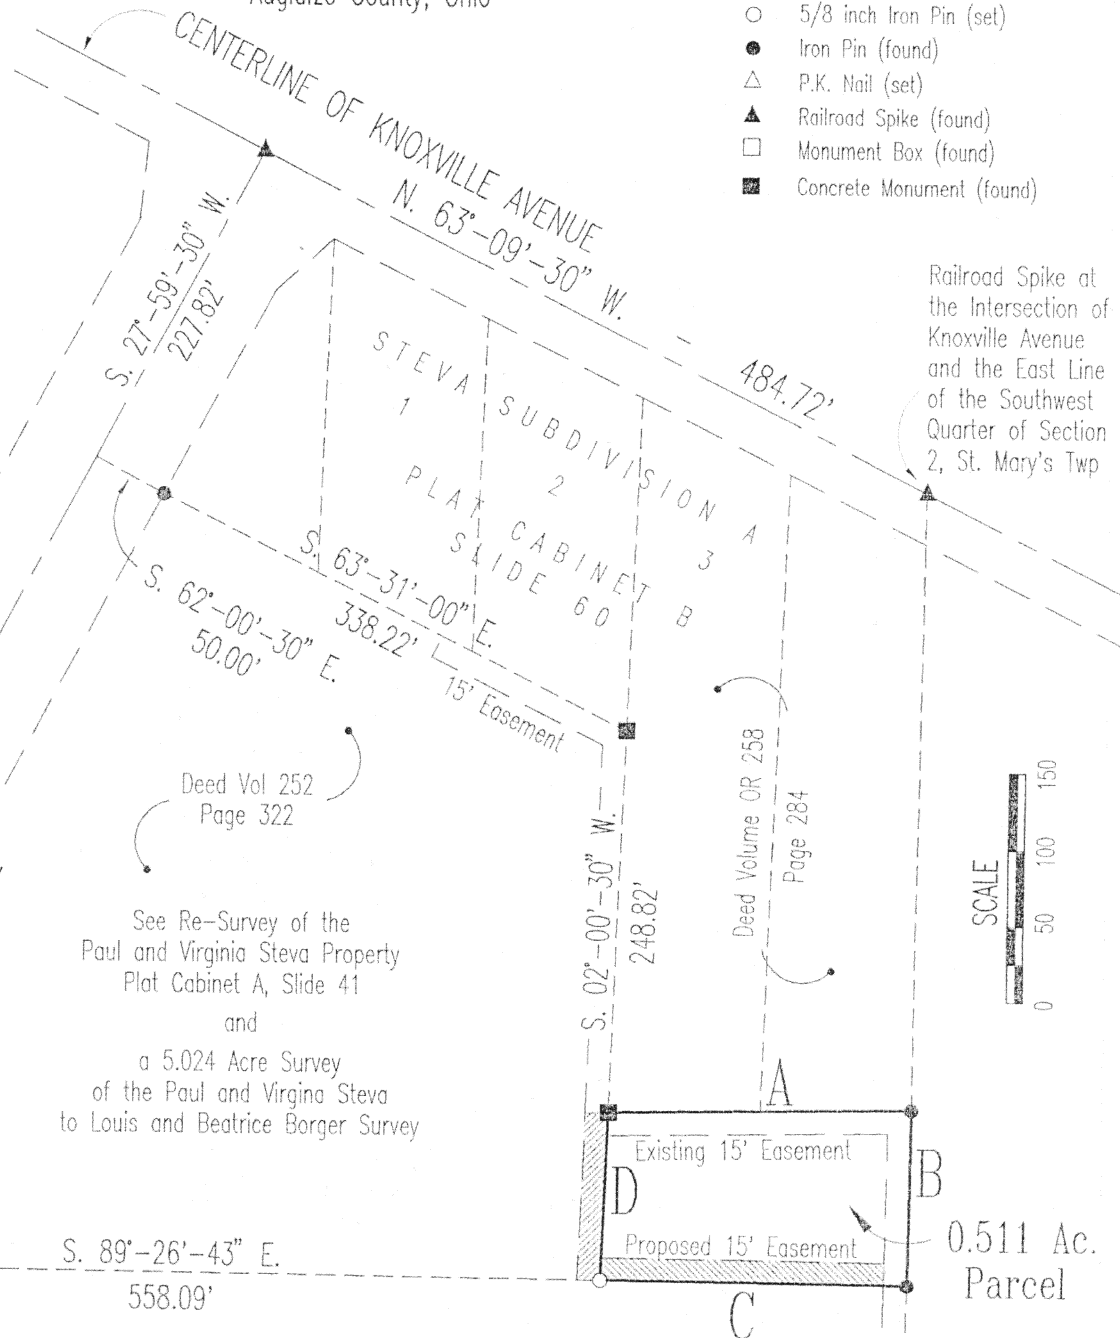 Auglaize County, Ohio
5/8 inch Iron Pin (set)
Iron Pin (found)
P.K. Nail (set)
Railroad Spike (found)
Monument Box (found)
Concrete Monument (found)
CENTERLINE OF KNOXVILLE AVENUE
N. 63°-09'-30" W.
484.72'
S. 27°-59'-30" W.
227.82'
Railroad Spike at
the Intersection of
Knoxville Avenue
and the East Line
of the Southwest
Quarter of Section
2, St. Mary's Twp
STEVA SUBDIVISION A
1
2
3
PLAT CABINET B
SLIDE 60
S. 63°-31'-00" E.
338.22'
S. 62°-00'-30" E.
50.00'
15' Easement
Deed Vol 252
Page 322
Deed Volume OR 258
Page 284
S. 02°-00'-30" W.
248.82'
SCALE
0
50
100
150
See Re-Survey of the
Paul and Virginia Steva Property
Plat Cabinet A, Slide 41
and
a 5.024 Acre Survey
of the Paul and Virgina Steva
to Louis and Beatrice Borger Survey
A
Existing 15' Easement
B
D
Proposed 15' Easement
0.511 Ac.
Parcel
C
S. 89°-26'-43" E.
558.09'